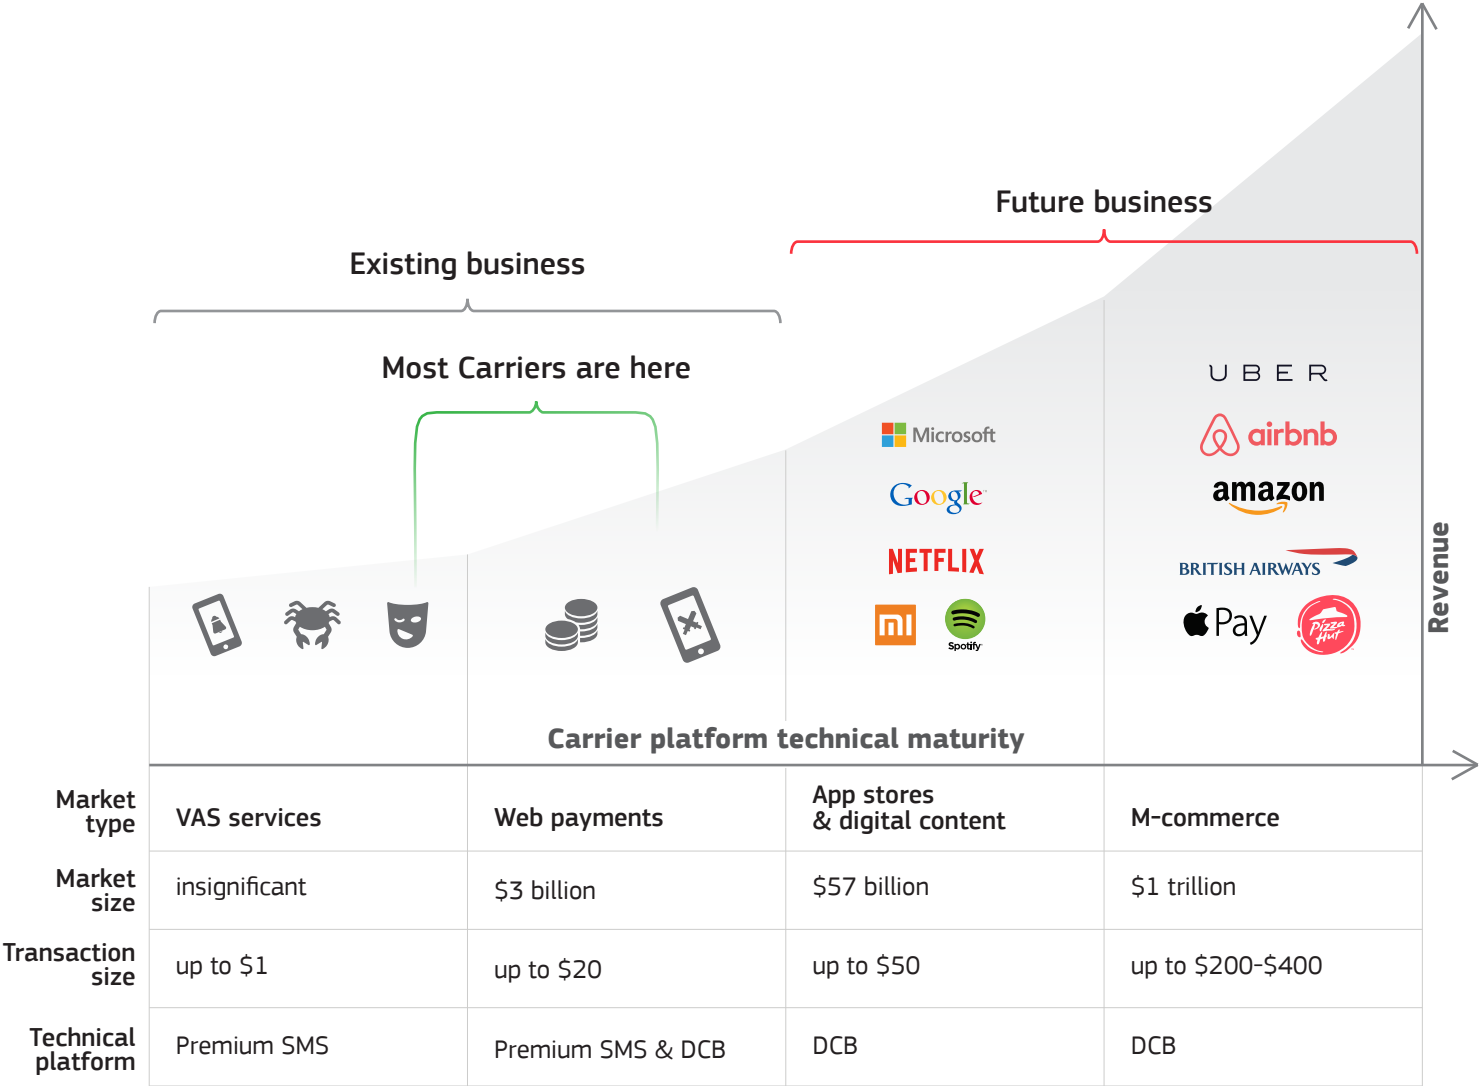 Future business
Existing business
Most Carriers are here
UBER
Microsoft
airbnb
Google
amazon
NETFLIX
BRITISH AIRWAYS
mi
Spotify
Pay
Pizza
Hut
Revenue
Carrier platform technical maturity
Market
type
VAS services
Web payments
App stores
& digital content
M-commerce
Market
size
insignificant
$3 billion
$57 billion
$1 trillion
Transaction
size
up to $1
up to $20
up to $50
up to $200-$400
Technical
platform
Premium SMS
Premium SMS & DCB
DCB
DCB